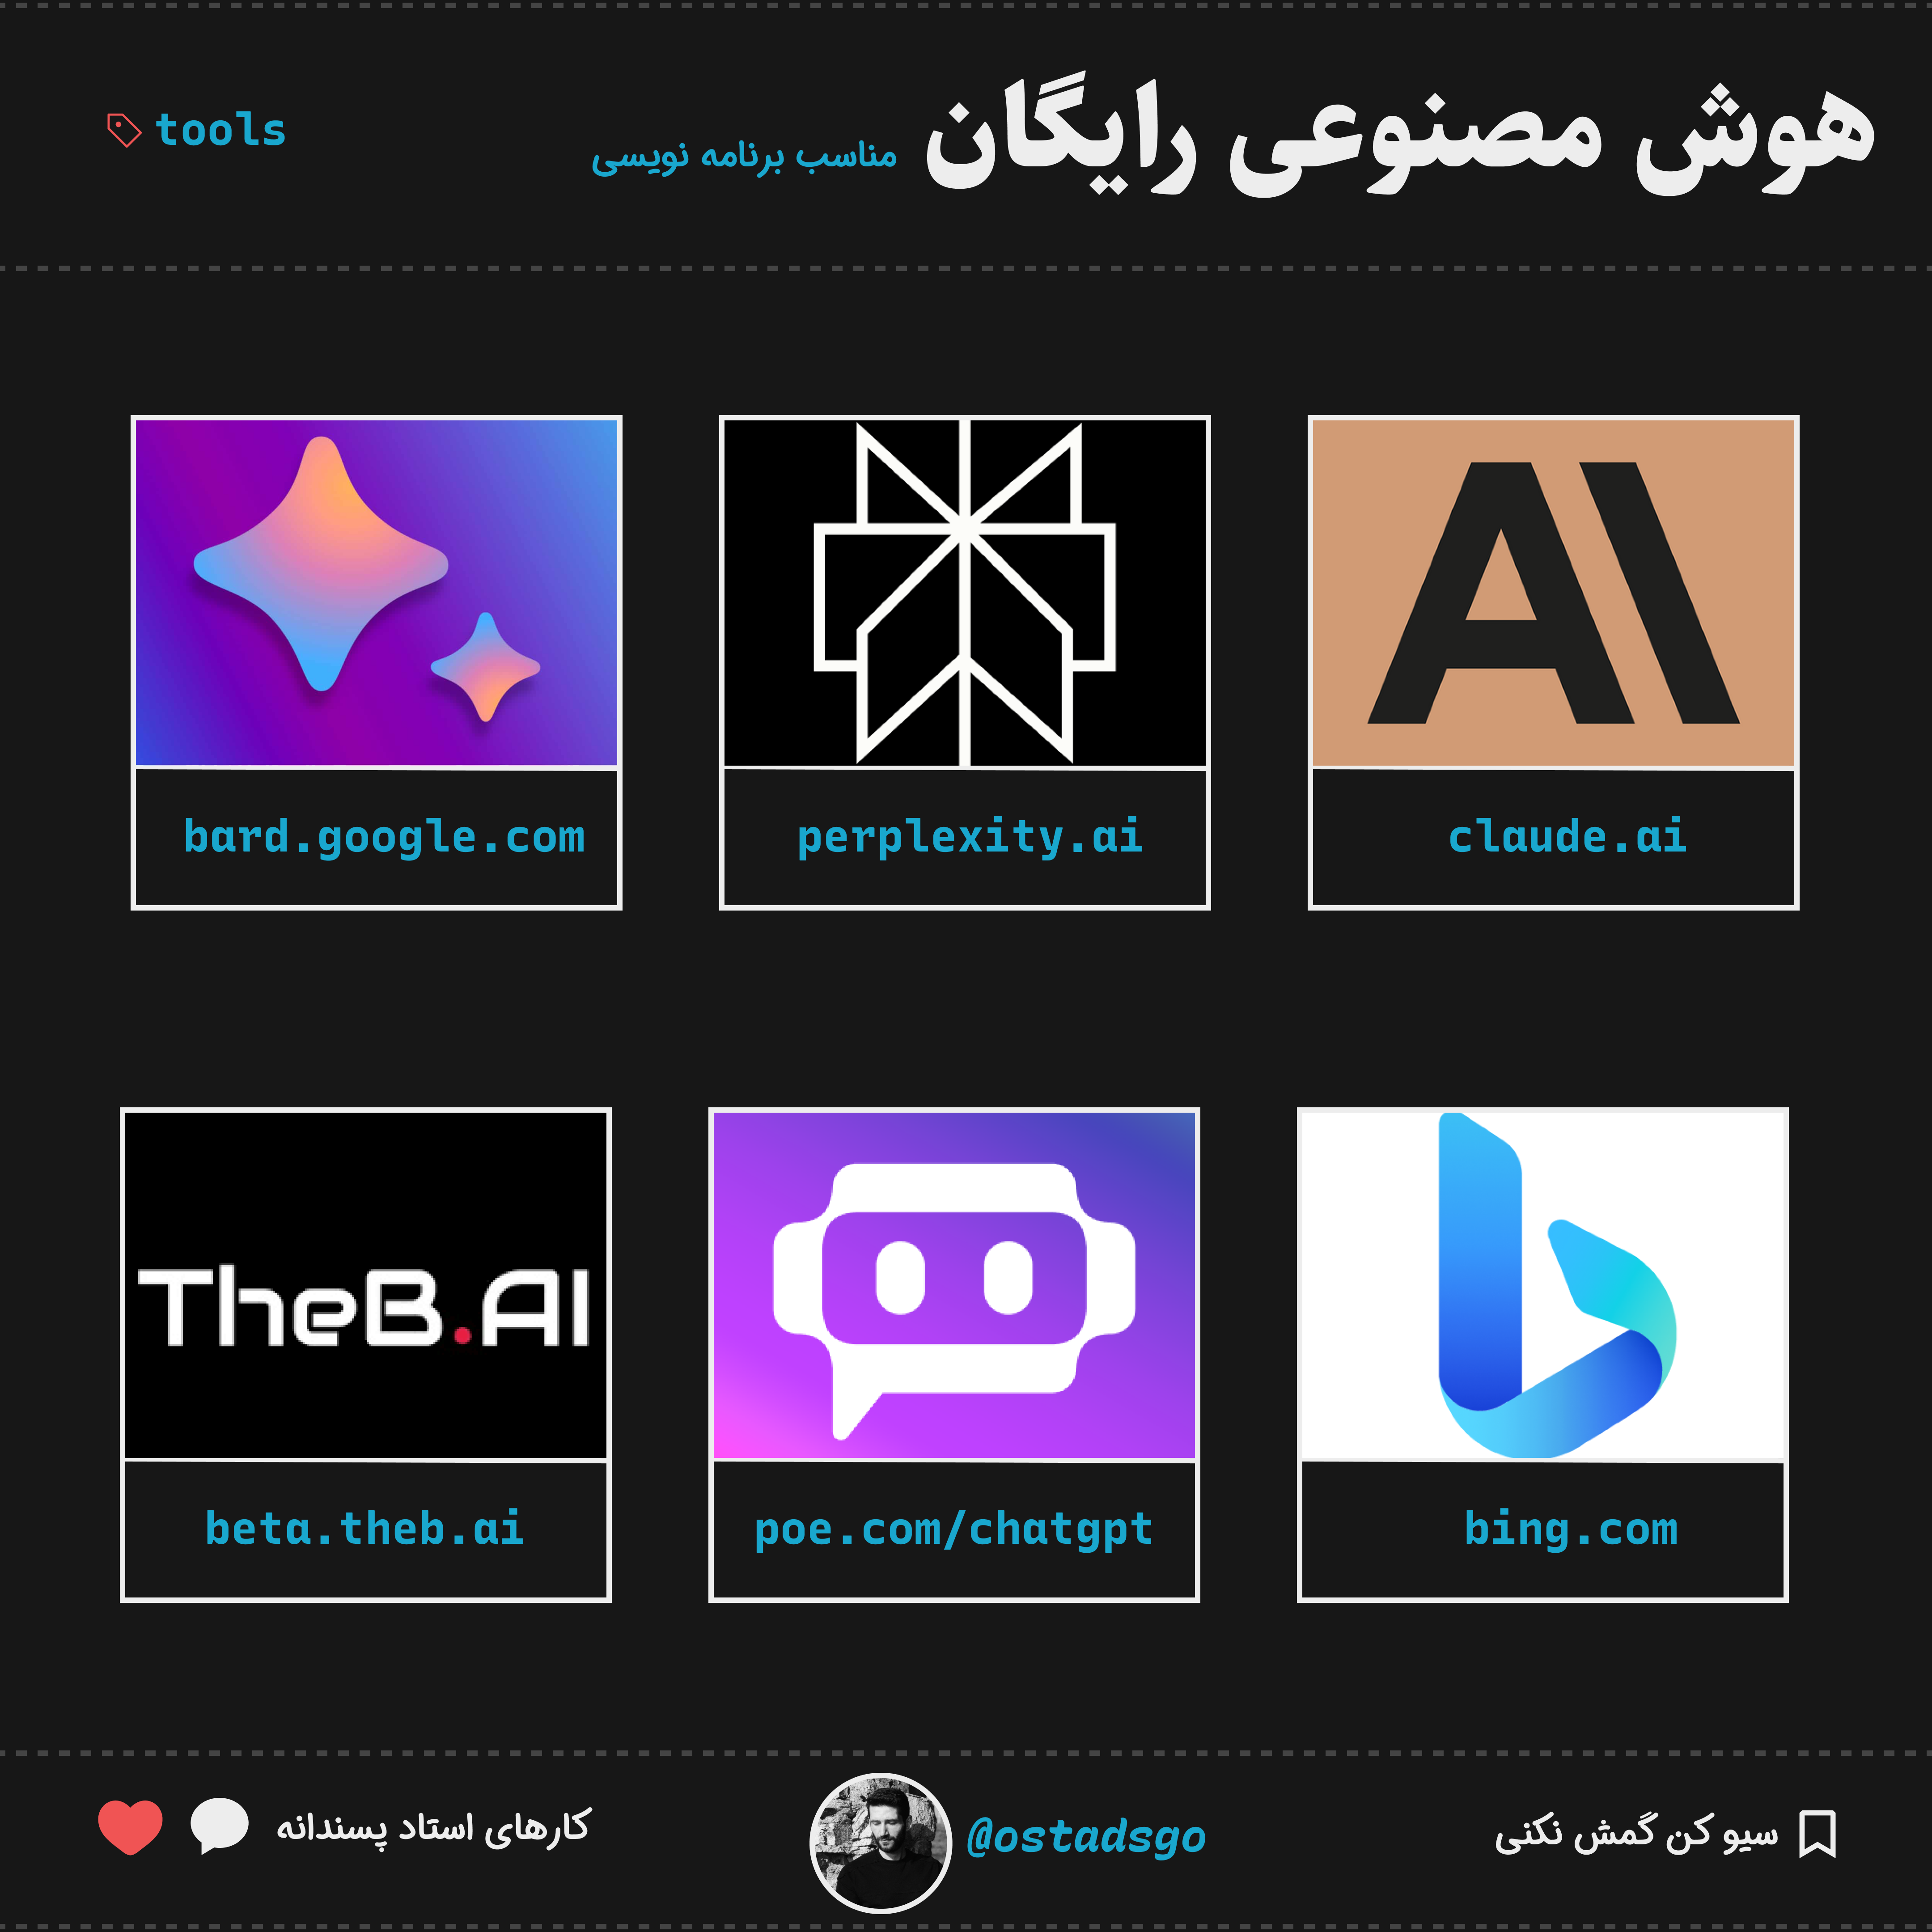 هوش مصنوعی رایگان مناسب برنامه نویسی
tools
claude.ai
perplexity.ai
bard.google.com
bing.com
poe.com/chatgpt
TheB.AI
beta.theb.ai
سیو کن گمش نکنی
@ostadsgo
کارهای استاد پسندانه